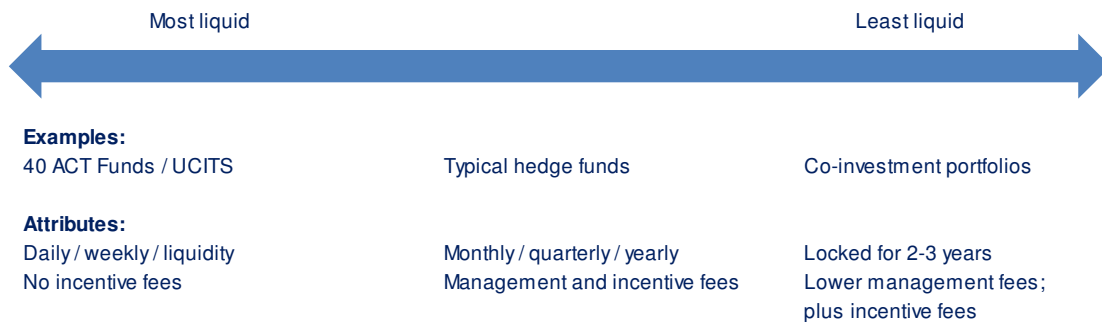 Most liquid
Least liquid
Examples:
40 ACT Funds / UCITS
Typical hedge funds
Co-investment portfolios
Attributes:
Daily / weekly / liquidity
Monthly / quarterly / yearly
Locked for 2-3 years
No incentive fees
Management and incentive fees
Lower management fees;
plus incentive fees